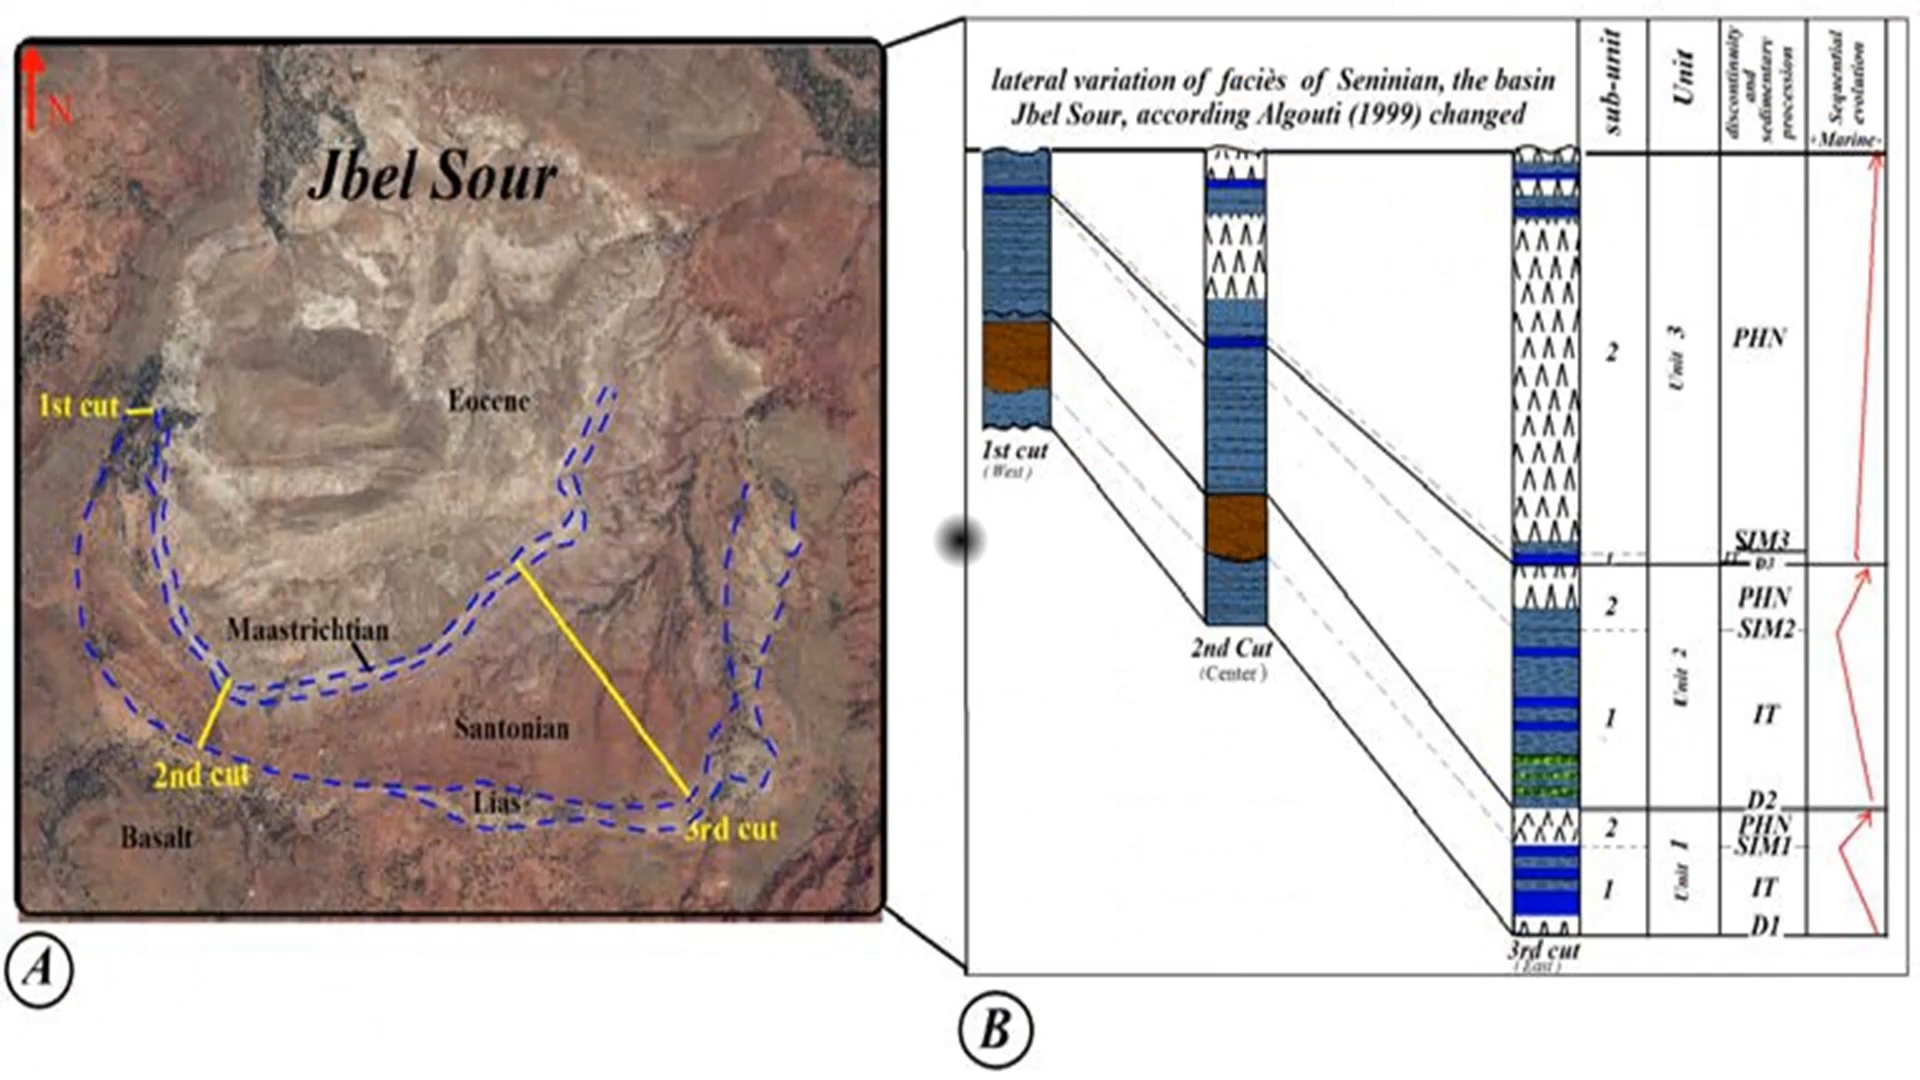 N
Jbel Sour
1st cut
Eocene
Maastrichtian
Santonian
2nd cut
Lias
3rd cut
Basalt
A
lateral variation of faciès of Seninian, the basin
Jbel Sour, according Algouti (1999) changed
sub-unit
Unit
discontinuity
and
sedimentary
procession
Sequential
evolution
Marine
1st cut
(West)
2nd Cut
(Center)
3rd cut
(East)
2
Unit 3
PHN
SIM3
1
IT
D3
2
PHN
SIM2
Unit 2
1
IT
D2
2
PHN
SIM1
Unit 1
1
IT
D1
B